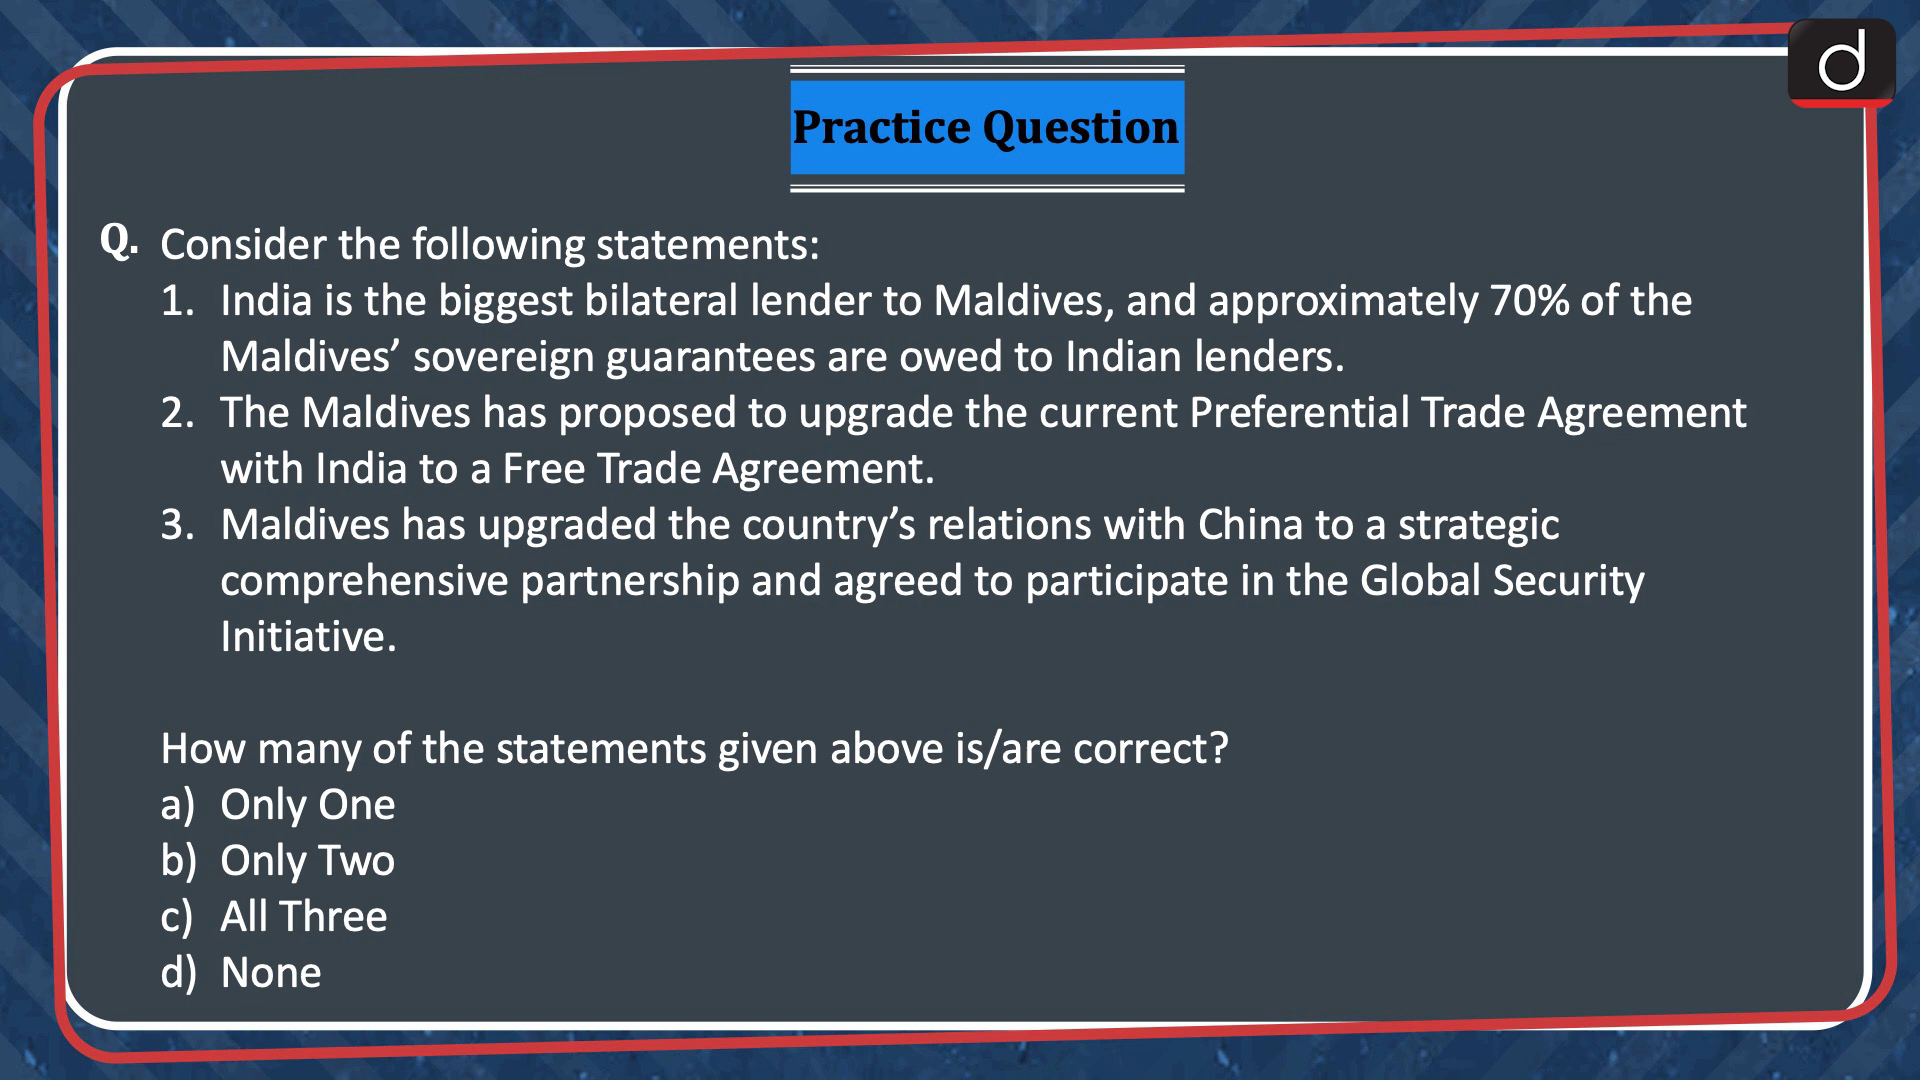 Practice Question
Q. Consider the following statements:
1. India is the biggest bilateral lender to Maldives, and approximately 70% of the
Maldives’ sovereign guarantees are owed to Indian lenders.
2. The Maldives has proposed to upgrade the current Preferential Trade Agreement
with India to a Free Trade Agreement.
3. Maldives has upgraded the country’s relations with China to a strategic
comprehensive partnership and agreed to participate in the Global Security
Initiative.
How many of the statements given above is/are correct?
a) Only One
b) Only Two
c) All Three
d) None